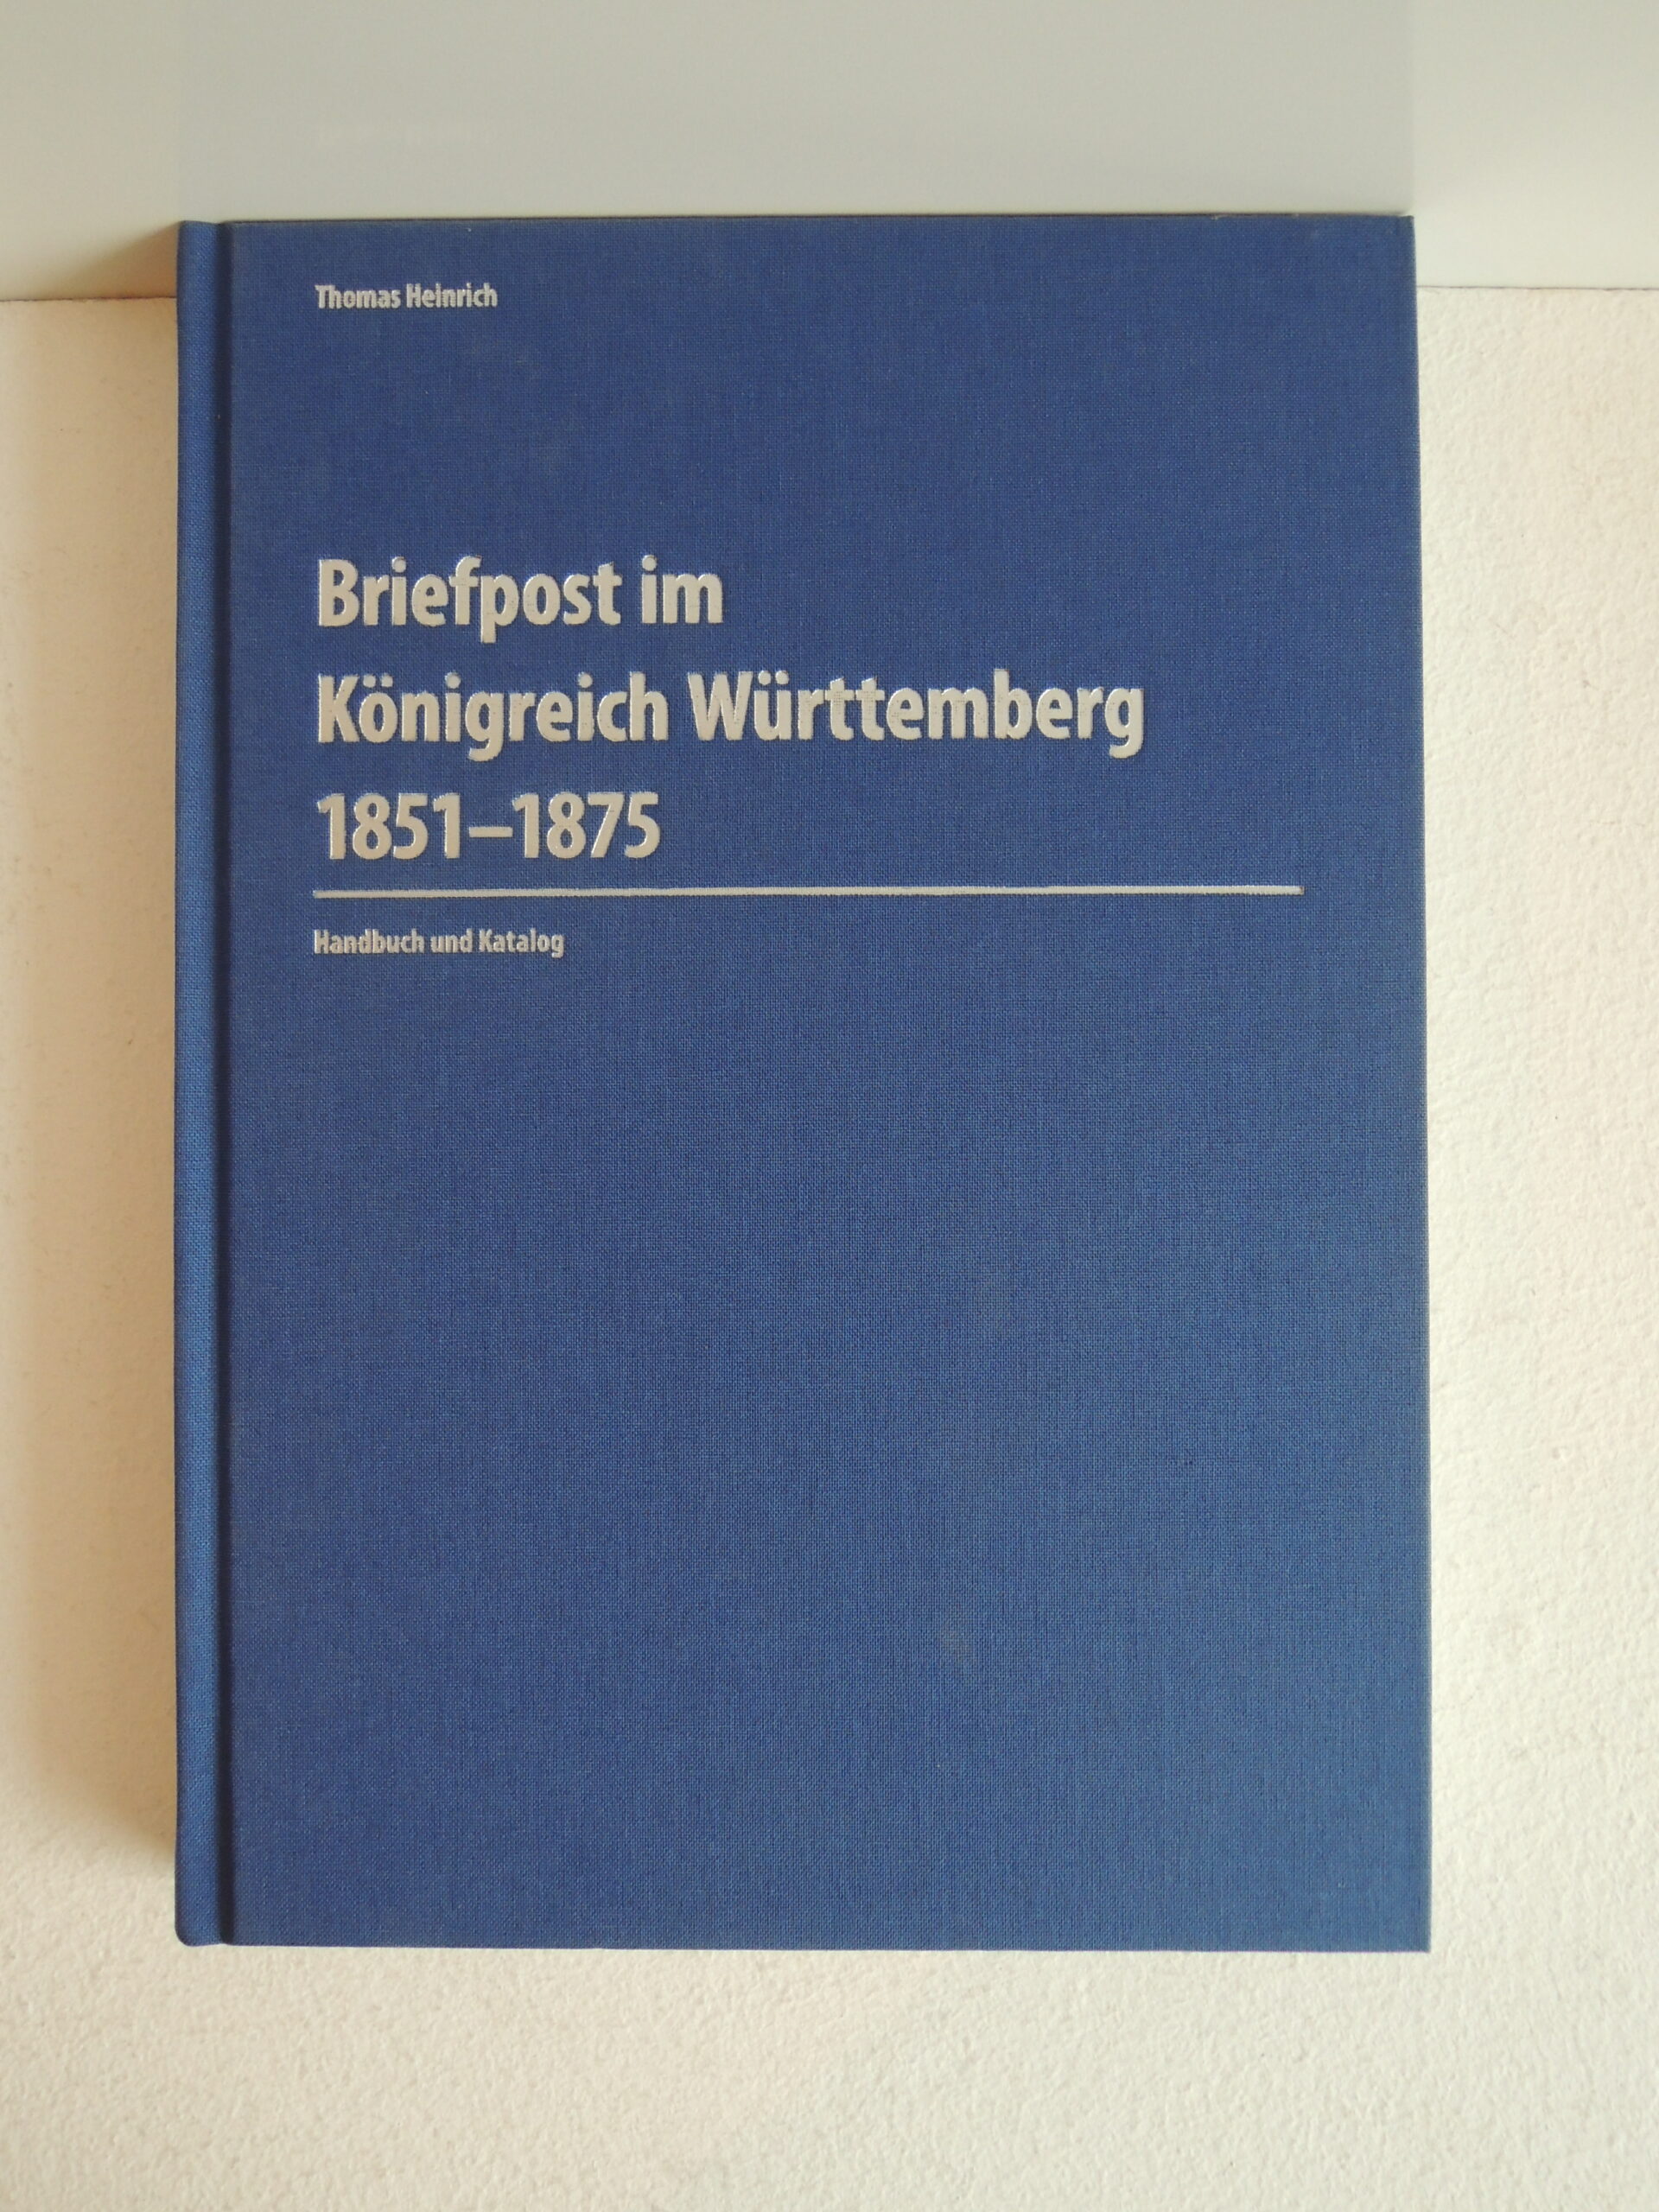 Thomas Heinrich
Briefpost im
Königreich Württemberg
1851–1875
Handbuch und Katalog